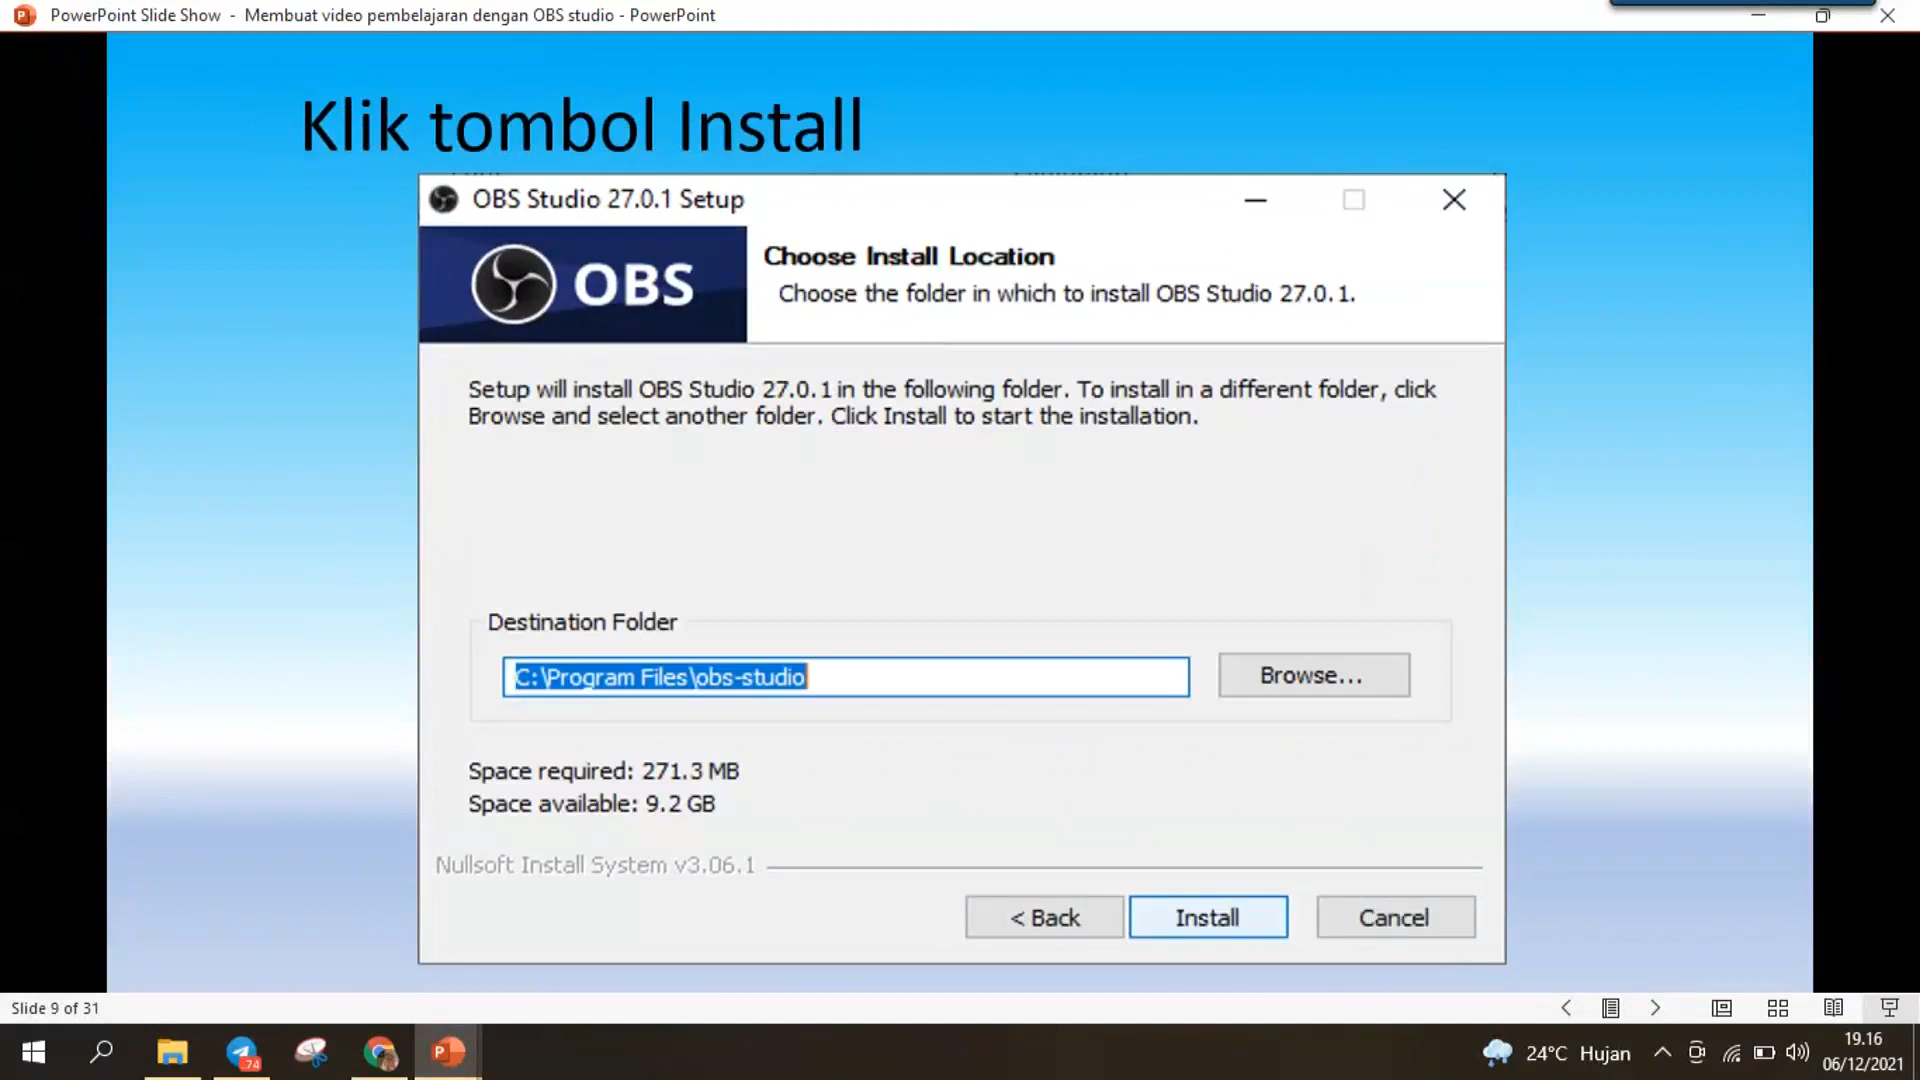 PowerPoint Slide Show - Membuat video pembelajaran dengan OBS studio - PowerPoint
Klik tombol Install
OBS Studio 27.0.1 Setup
OBS
Choose Install Location
Choose the folder in which to install OBS Studio 27.0.1.
Setup will install OBS Studio 27.0.1 in the following folder. To install in a different folder, click
Browse and select another folder. Click Install to start the installation.
Destination Folder
C:\Program Files\obs-studio
Browse...
Space required: 271.3 MB
Space available: 9.2 GB
Nullsoft Install System v3.06.1
< Back
Install
Cancel
Slide 9 of 31
74
24°C Hujan
19.16
06/12/2021